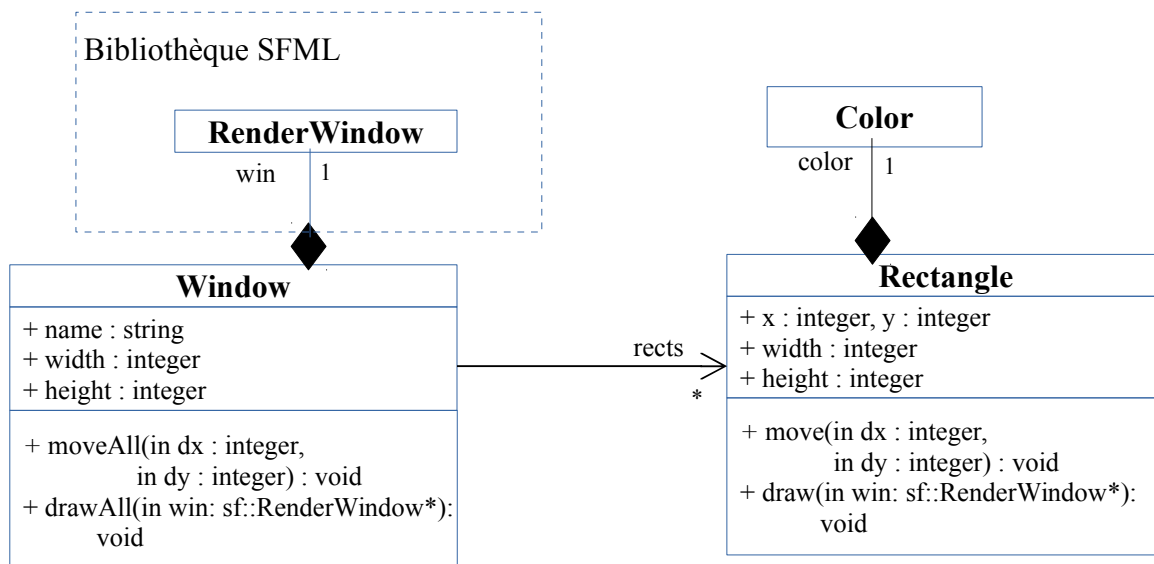 Bibliothèque SFML
RenderWindow
win
1
Color
color
1
Window
+ name : string
+ width : integer
+ height : integer
+ moveAll(in dx : integer,
in dy : integer) : void
+ drawAll(in win: sf::RenderWindow*):
void
rects
*
Rectangle
+ x : integer, y : integer
+ width : integer
+ height : integer
+ move(in dx : integer,
in dy : integer) : void
+ draw(in win: sf::RenderWindow*):
void